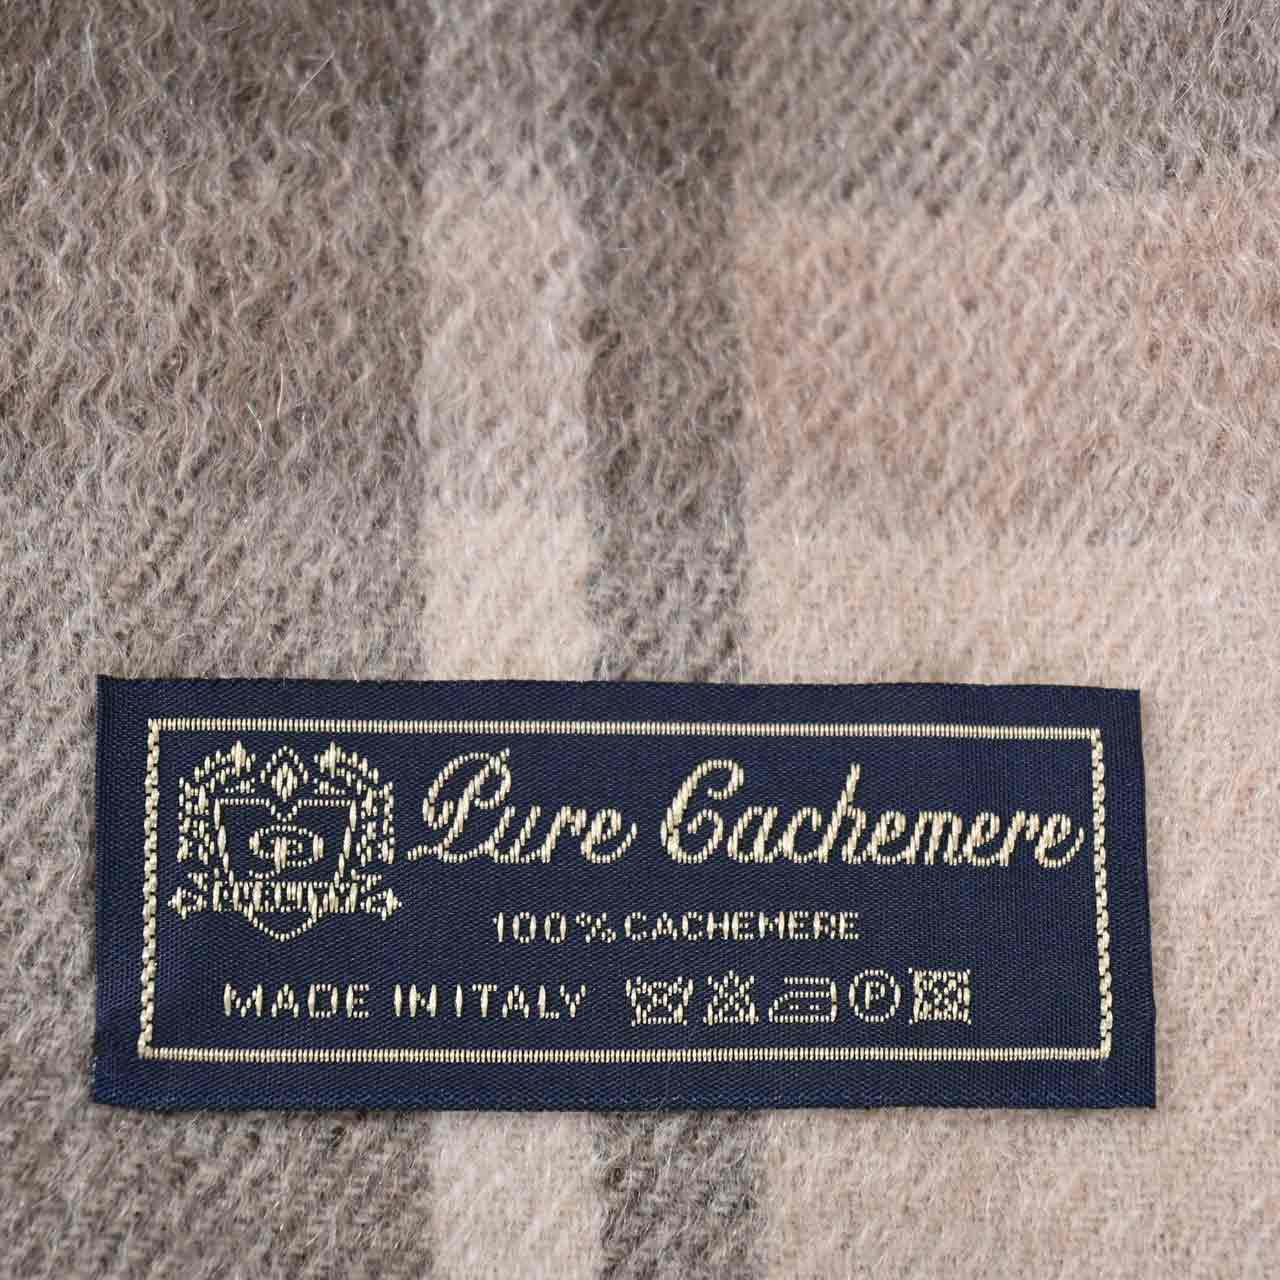 Pure Cachemere
100% CACHEMERE
MADE IN ITALY
P